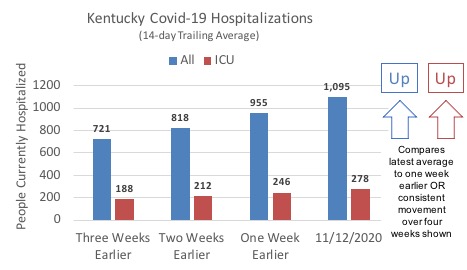 Kentucky Covid-19 Hospitalizations
(14-day Trailing Average)
All ICU
People Currently Hospitalized
1200
1000
800
600
400
200
0
721
188
818
212
955
246
1,095
278
Three Weeks
Earlier
Two Weeks
Earlier
One Week
Earlier
11/12/2020
Up Up
Compares
latest average
to one week
earlier OR
consistent
movement
over four
weeks shown